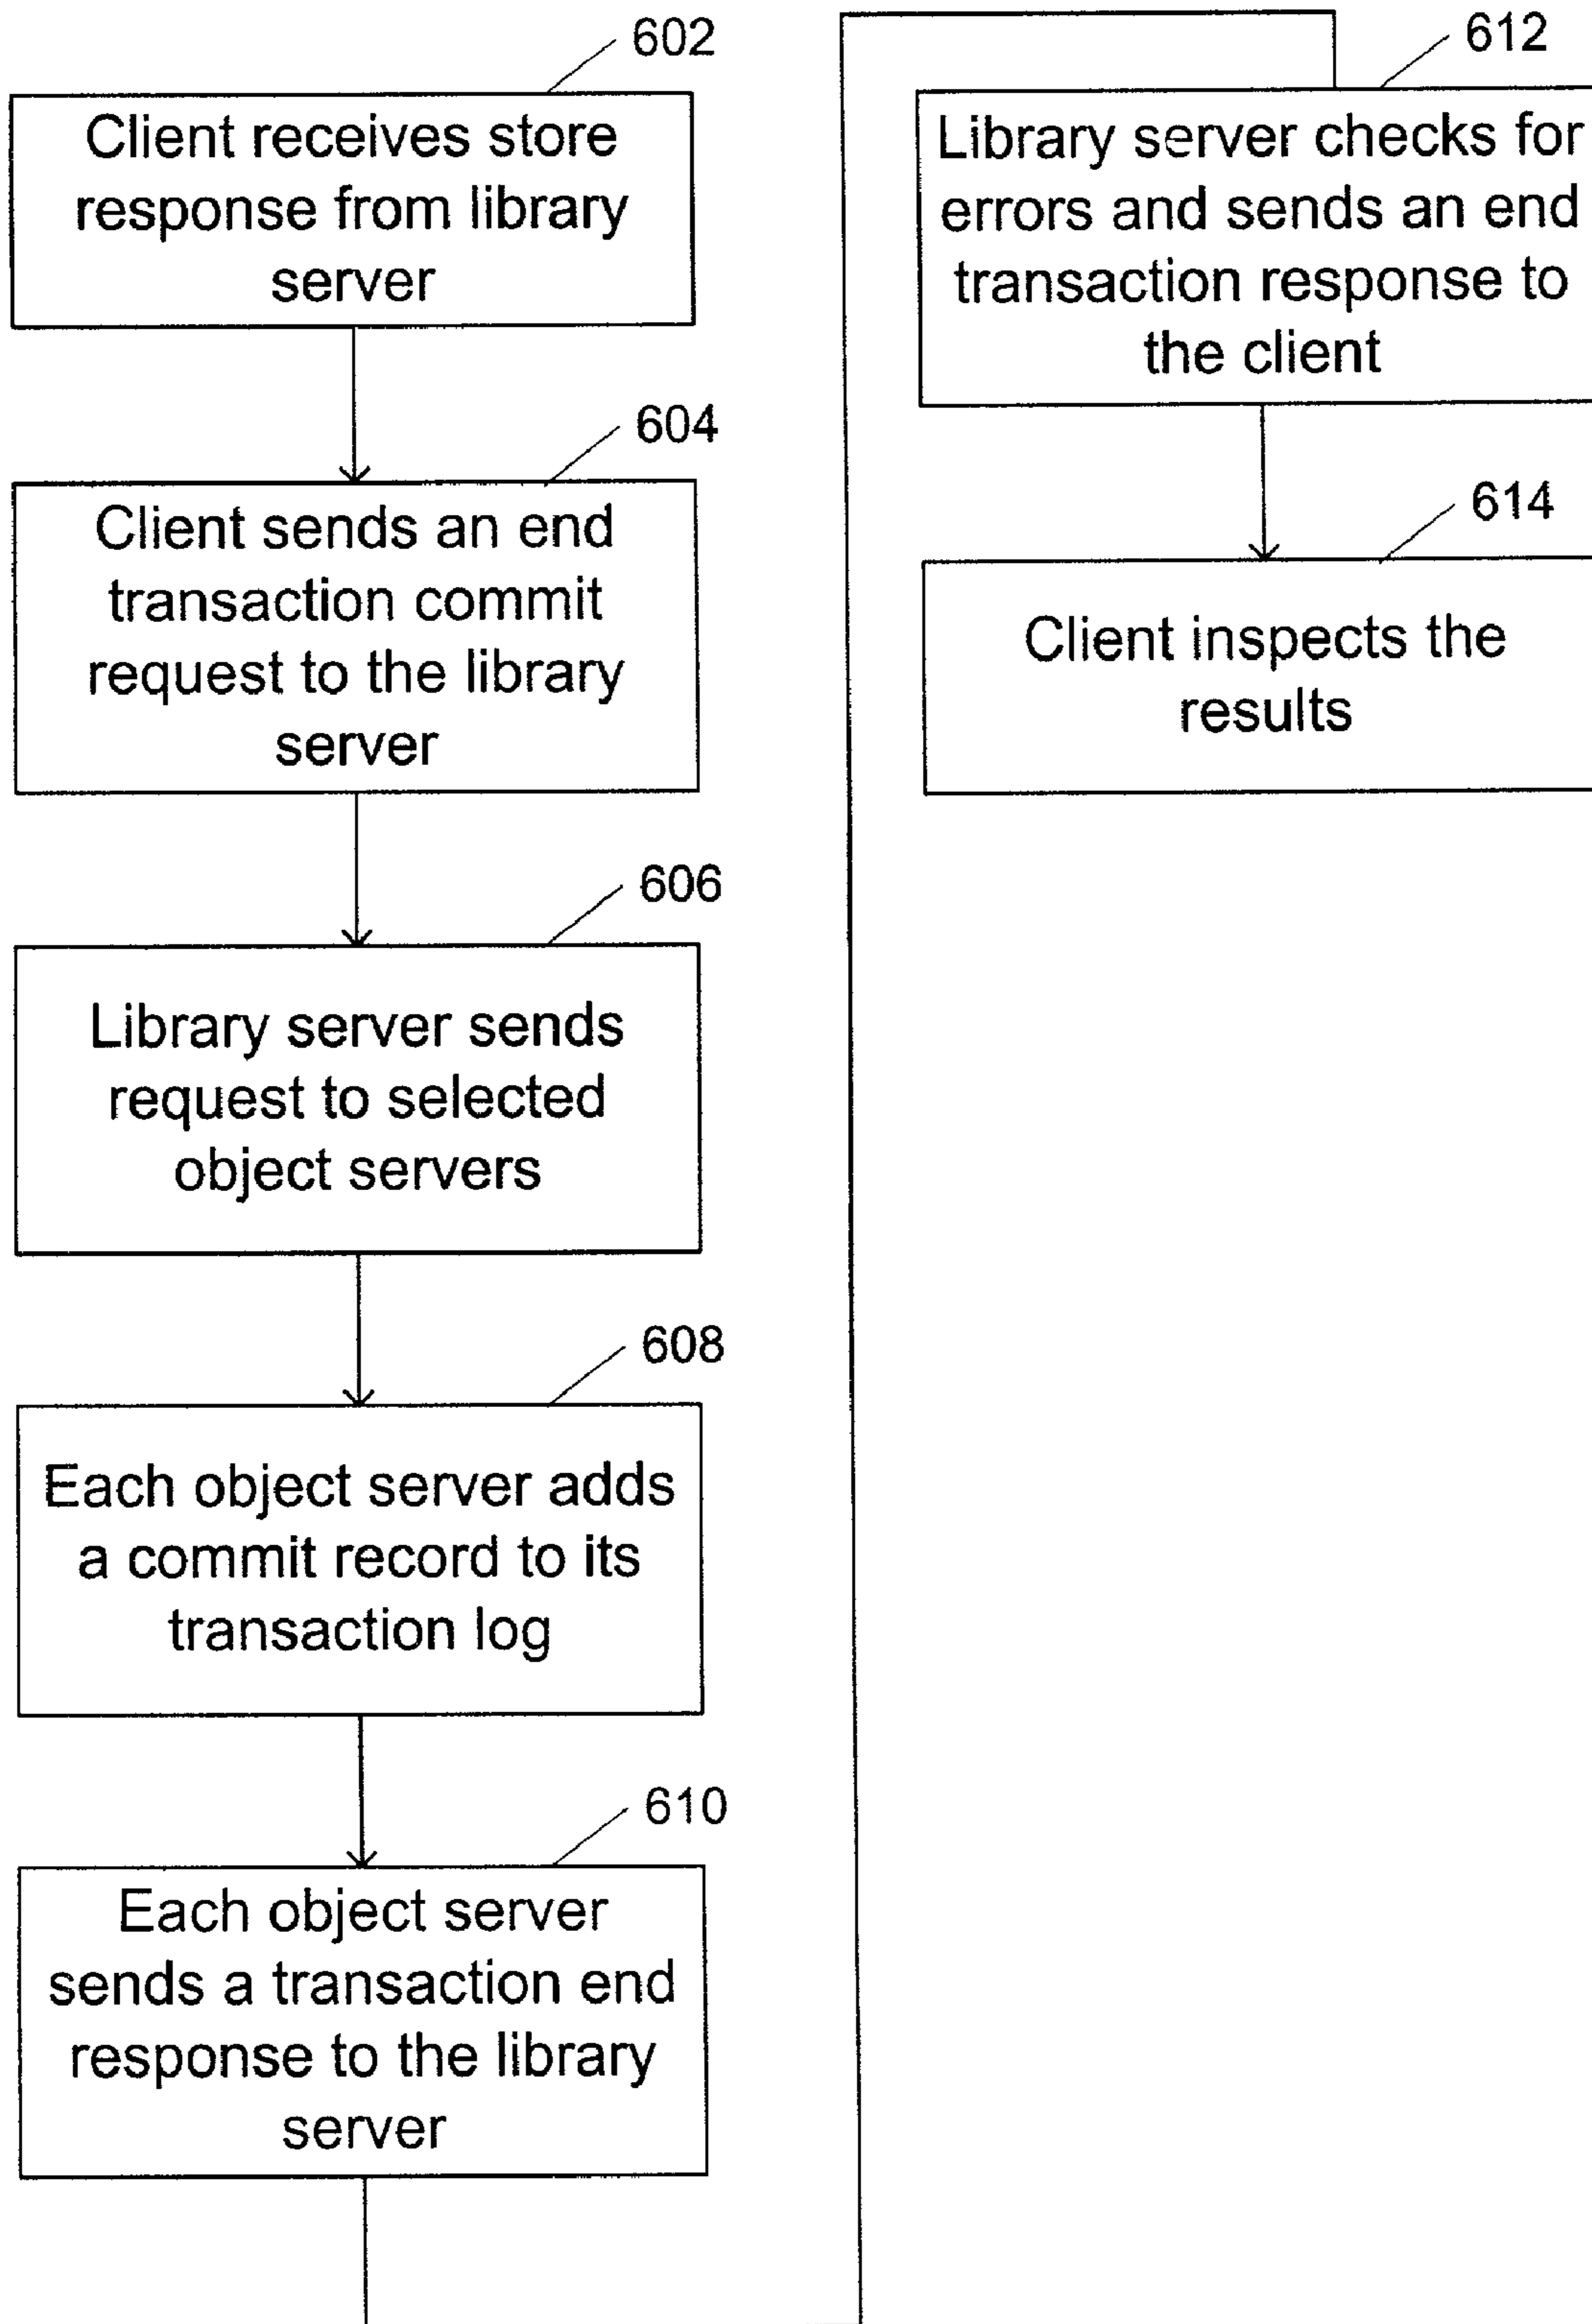 602
Client receives store
response from library
server
604
Client sends an end
transaction commit
request to the library
server
606
Library server sends
request to selected
object servers
608
Each object server adds
a commit record to its
transaction log
610
Each object server
sends a transaction end
response to the library
server
612
Library server checks for
errors and sends an end
transaction response to
the client
614
Client inspects the
results